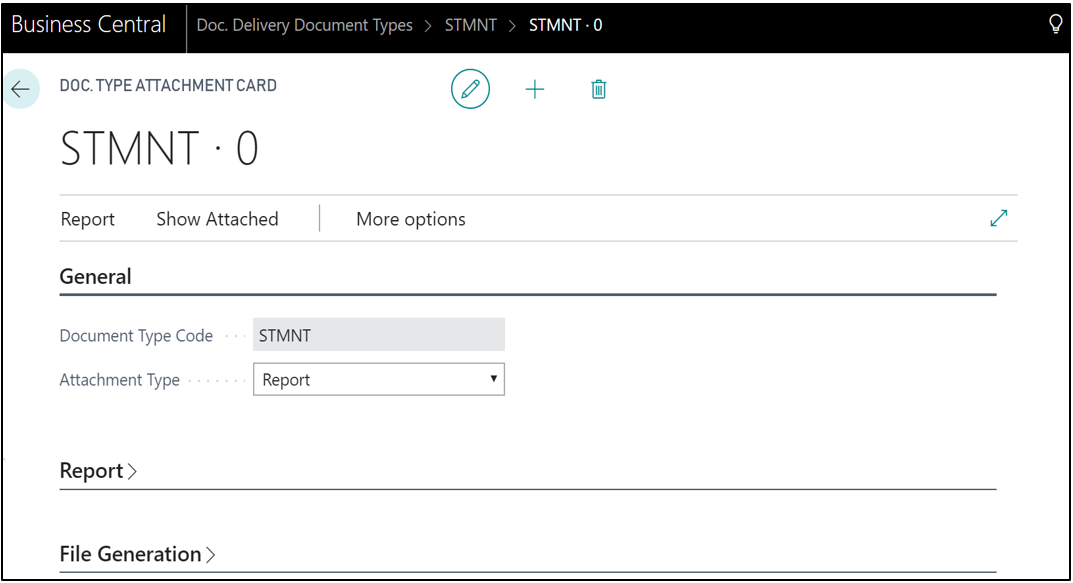 Business Central Doc. Delivery Document Types > STMNT > STMNT · 0
DOC. TYPE ATTACHMENT CARD
STMNT · 0
Report Show Attached | More options
General
Document Type Code STMNT
Attachment Type Report
Report >
File Generation >